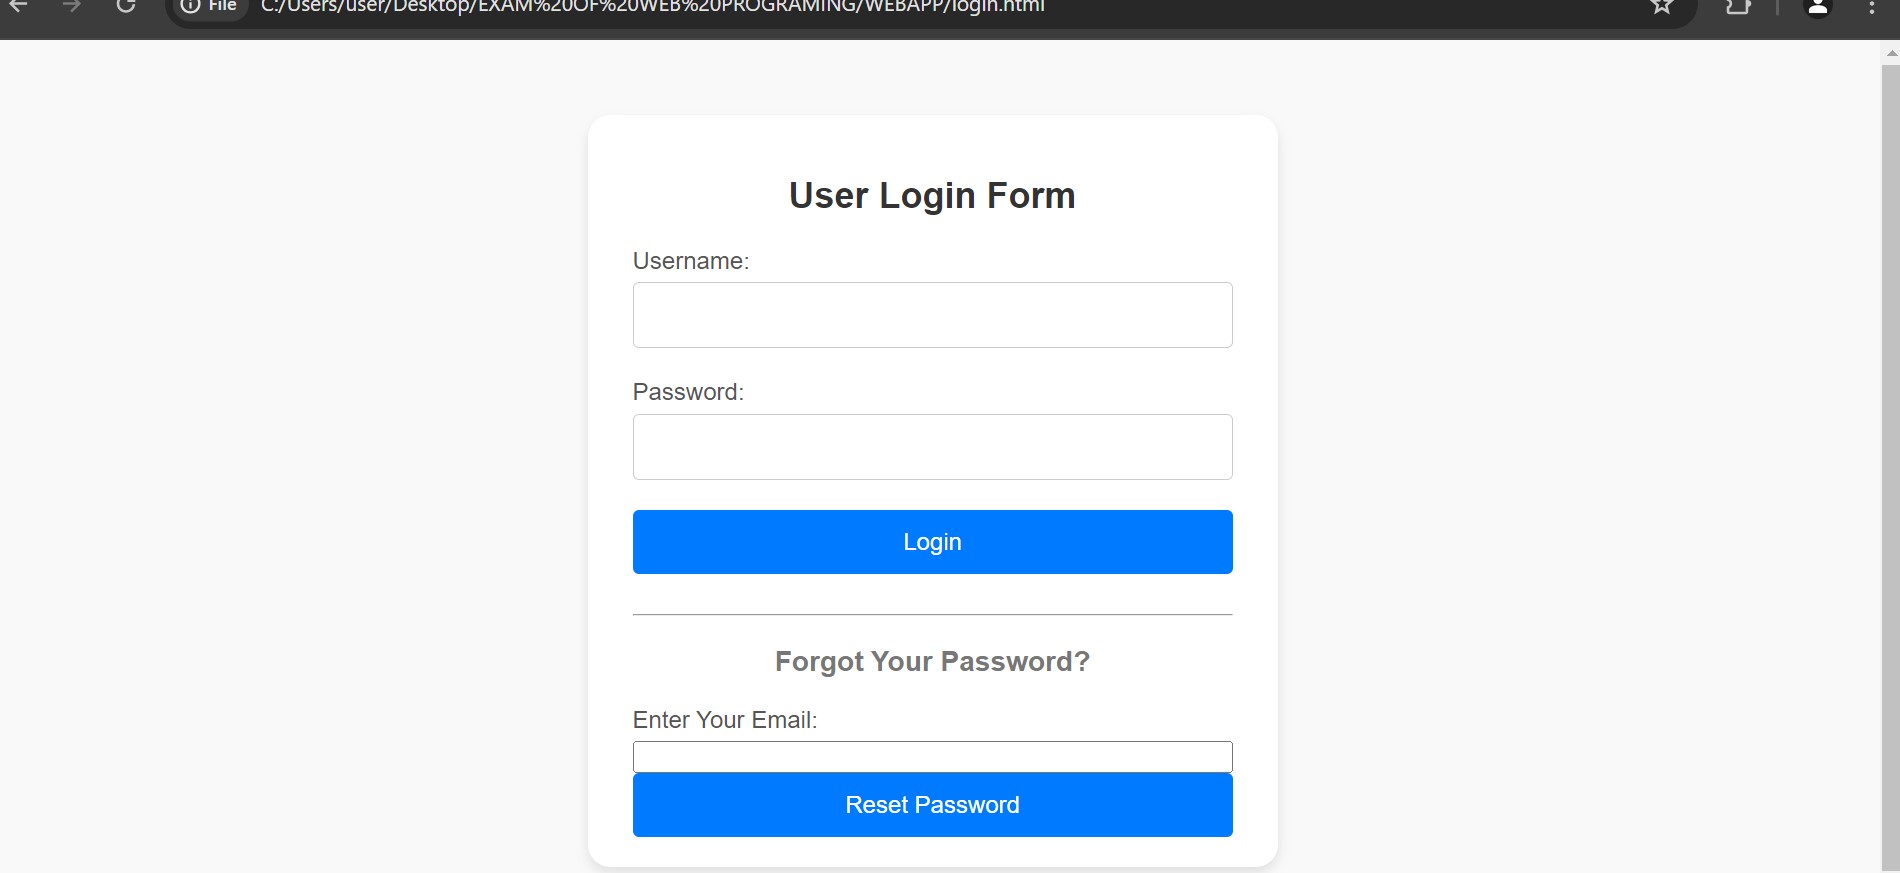 File C:/Users/user/Desktop/EXAM%20OF%20WEB%20PROGRAMING/WEBAPP/login.html
User Login Form
Username:
Password:
Login
Forgot Your Password?
Enter Your Email:
Reset Password